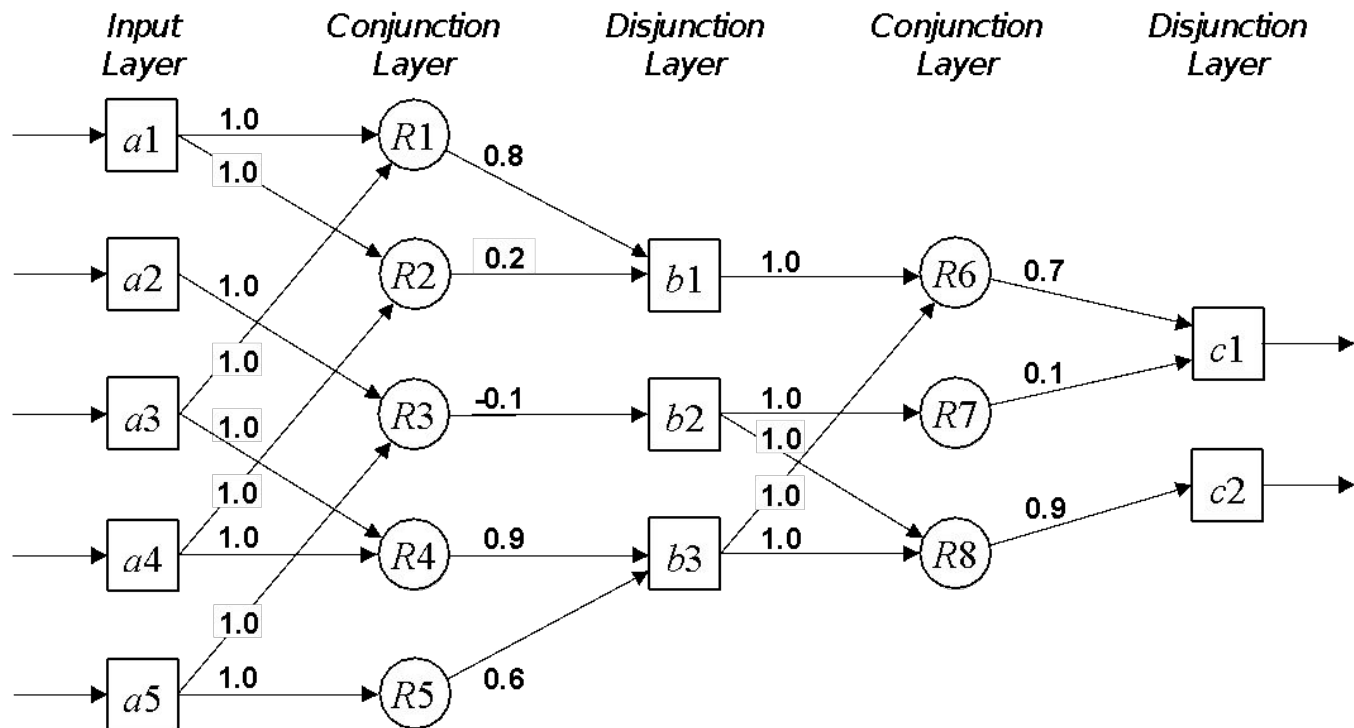 Input Layer
Conjunction Layer
Disjunction Layer
Conjunction Layer
Disjunction Layer
a1
1.0
1.0
R1
0.8
a2
1.0
R2
0.2
b1
1.0
R6
0.7
a3
1.0
1.0
R3
-0.1
b2
1.0
1.0
R7
0.1
c1
a4
1.0
1.0
R4
0.9
b3
1.0
1.0
R8
0.9
c2
a5
1.0
1.0
R5
0.6